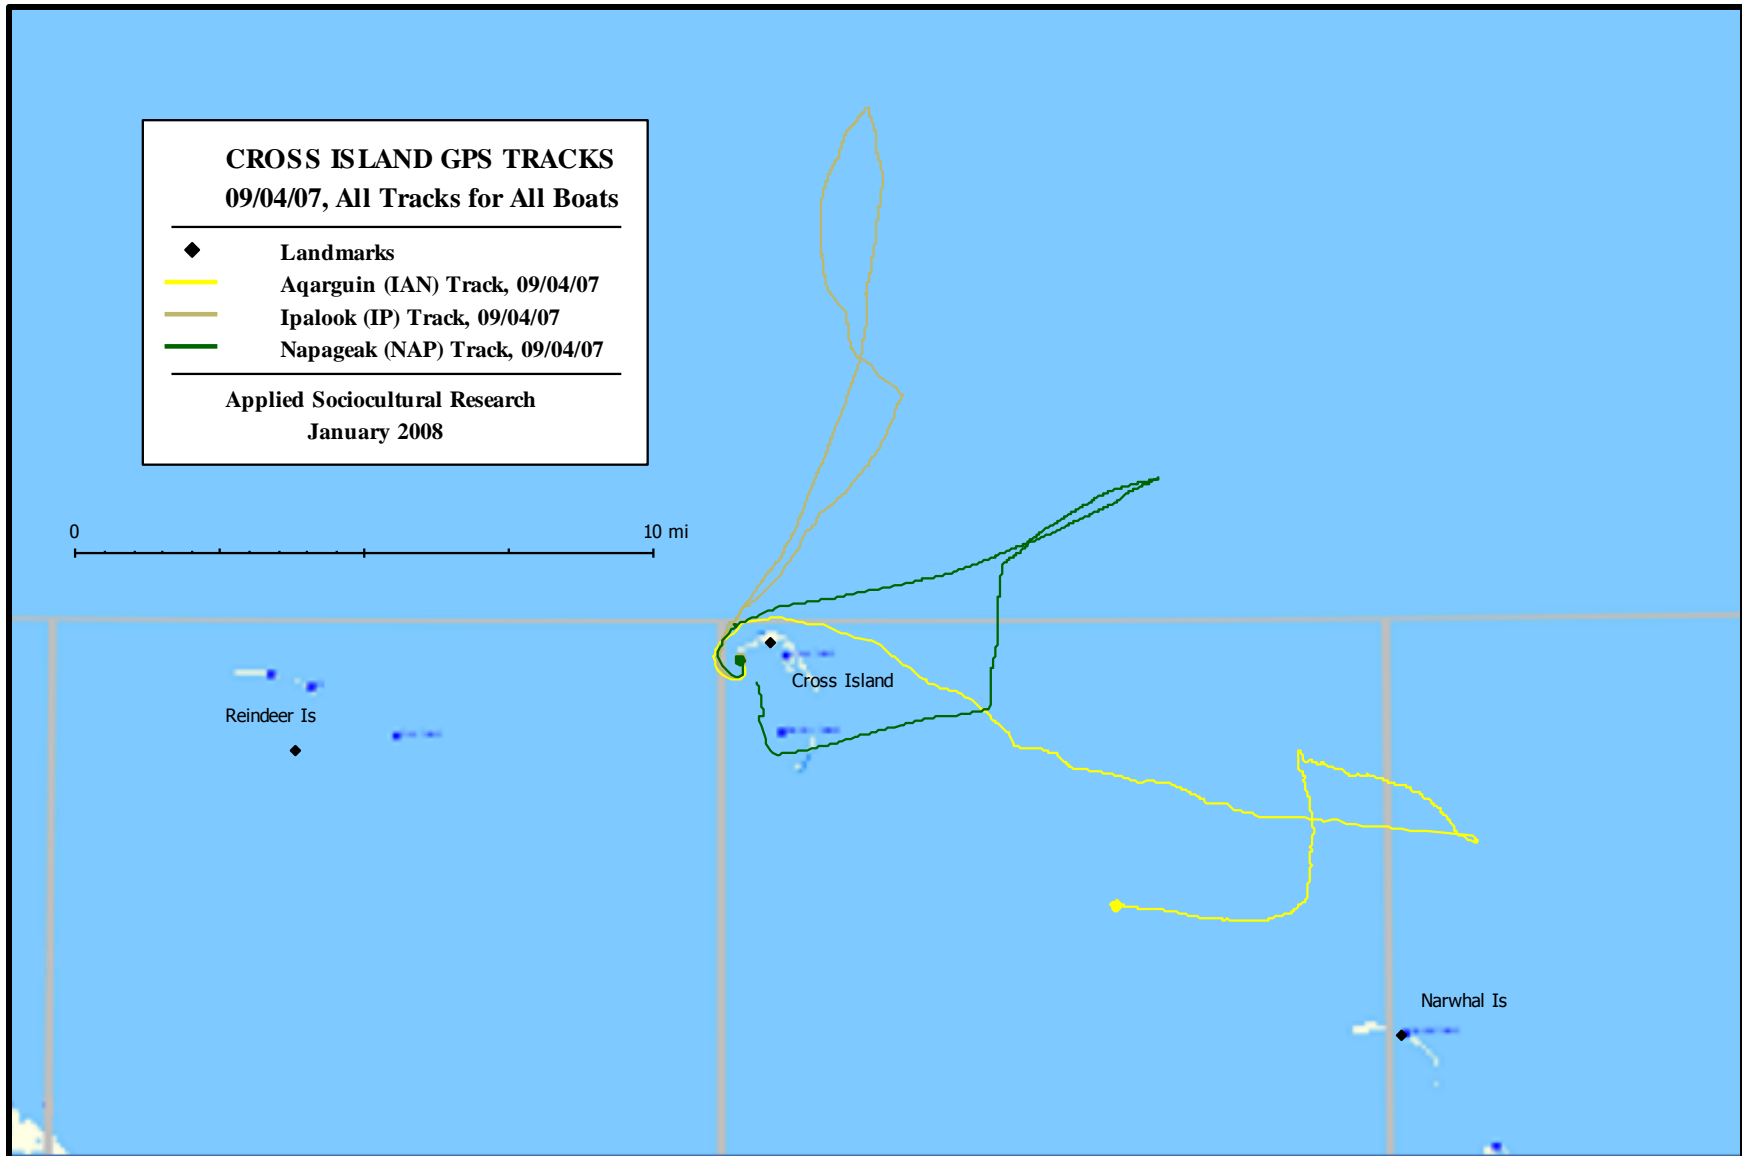 CROSS ISLAND GPS TRACKS
09/04/07, All Tracks for All Boats
Landmarks
Aqarguin (IAN) Track, 09/04/07
Ipalook (IP) Track, 09/04/07
Napageak (NAP) Track, 09/04/07
Applied Sociocultural Research
January 2008
0
10 mi
Cross Island
Reindeer Is
Narwhal Is